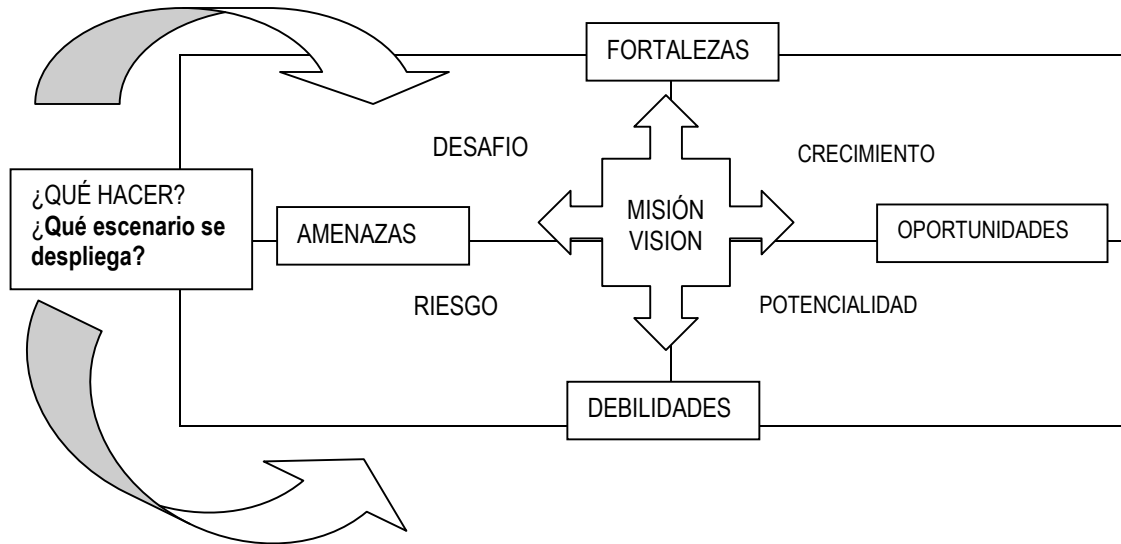 FORTALEZAS
DESAFIO
CRECIMIENTO
¿QUÉ HACER?
¿Qué escenario se
despliega?
AMENAZAS
MISIÓN
VISION
OPORTUNIDADES
RIESGO
POTENCIALIDAD
DEBILIDADES